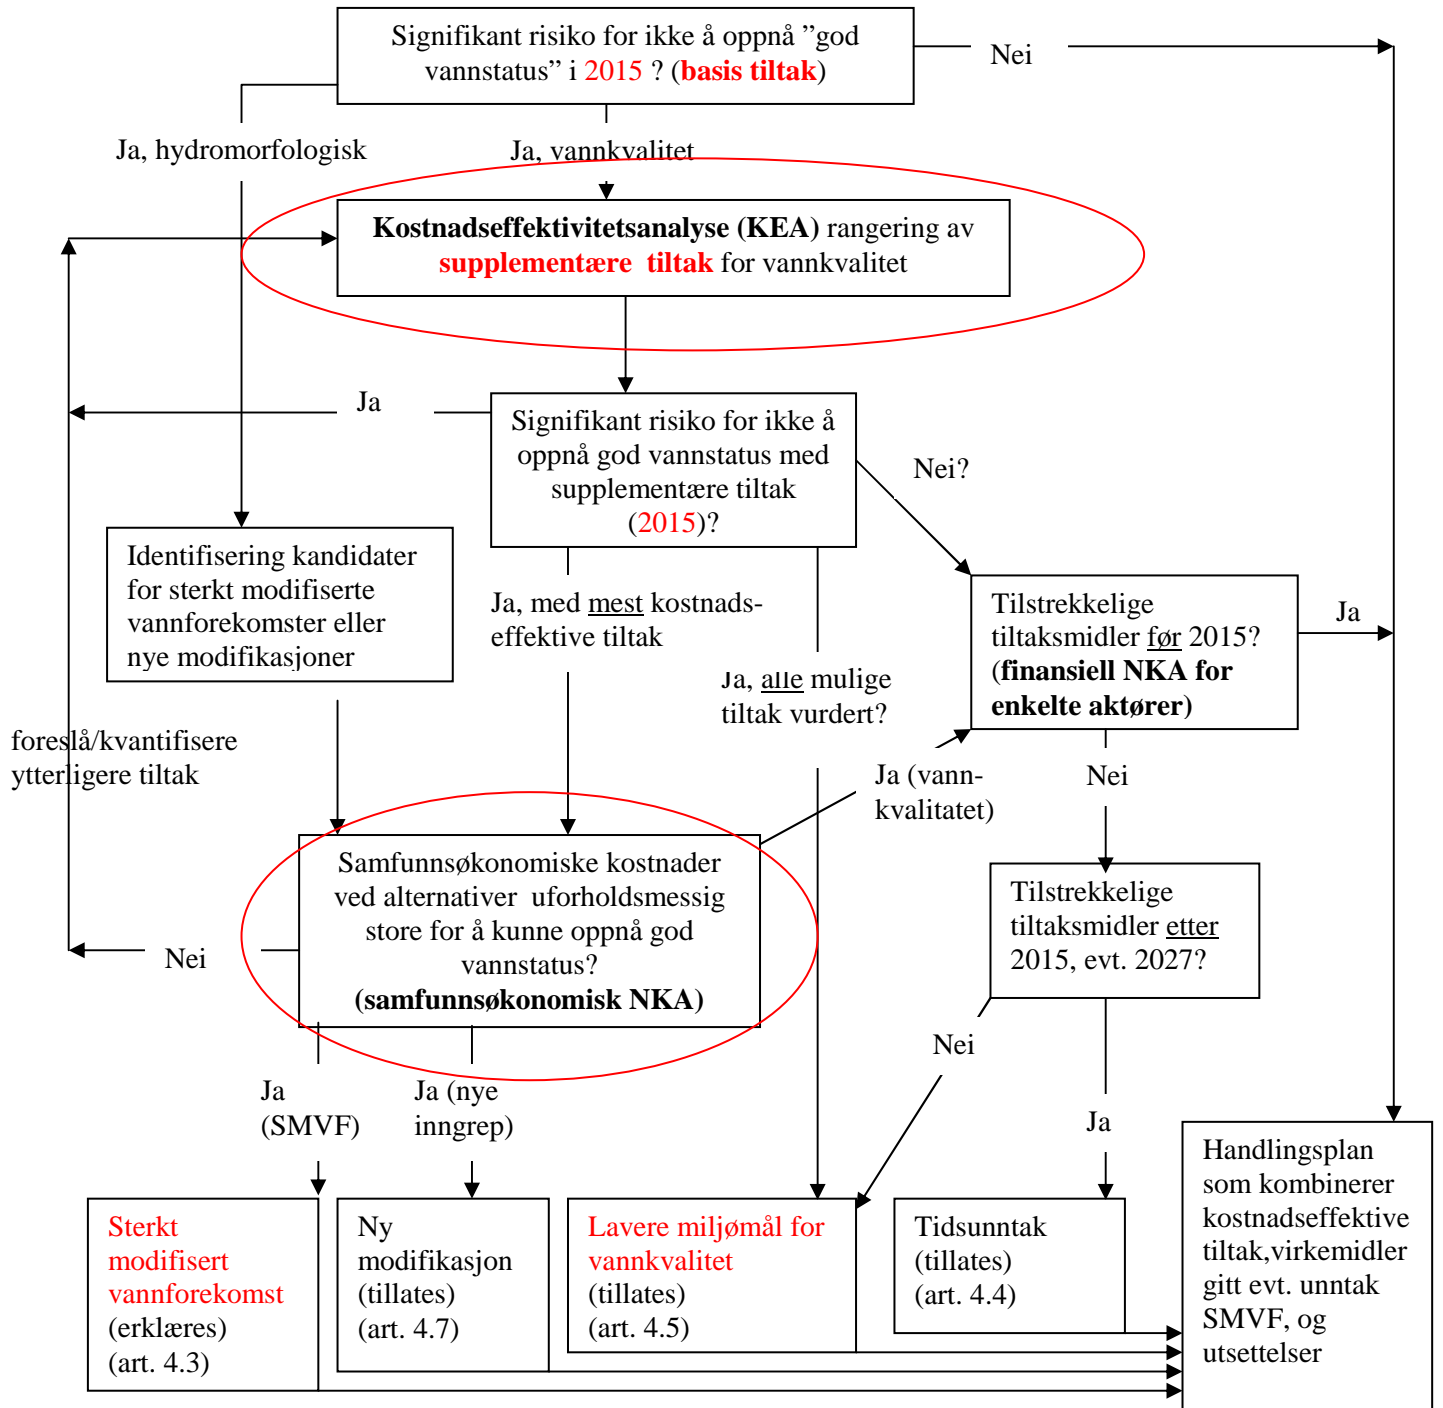 Signifikant risiko for ikke å oppnå ”god
vannstatus” i 2015 ? (basis tiltak)
Nei
Ja, hydromorfologisk
Ja, vannkvalitet
Kostnadseffektivitetsanalyse (KEA) rangering av
supplementære  tiltak for vannkvalitet
Ja
Signifikant risiko for ikke å
oppnå god vannstatus med
supplementære tiltak
(2015)?
Nei?
Identifisering kandidater
for sterkt modifiserte
vannforekomster eller
nye modifikasjoner
Ja, med mest kostnads-
effektive tiltak
Ja, alle mulige
tiltak vurdert?
Tilstrekkelige
tiltaksmidler før 2015?
(finansiell NKA for
enkelte aktører)
Ja
foreslå/kvantifisere
ytterligere tiltak
Ja (vann-
kvalitatet)
Nei
Samfunnsøkonomiske kostnader
ved alternativer  uforholdsmessig
store for å kunne oppnå god
vannstatus?
(samfunnsøkonomisk NKA)
Nei
Tilstrekkelige
tiltaksmidler etter
2015, evt. 2027?
Nei
Ja
(SMVF)
Ja (nye
inngrep)
Ja
Sterkt
modifisert
vannforekomst
(erklæres)
(art. 4.3)
Ny
modifikasjon
(tillates)
(art. 4.7)
Lavere miljømål for
vannkvalitet
(tillates)
(art. 4.5)
Tidsunntak
(tillates)
(art. 4.4)
Handlingsplan
som kombinerer
kostnadseffektive
tiltak,virkemidler
gitt evt. unntak
SMVF, og
utsettelser